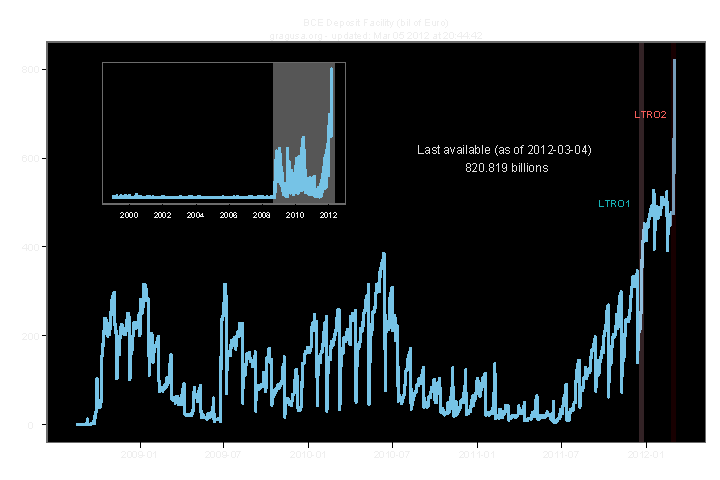 BCE Deposit Facility (bil of Euro)
gragusa.org - updated: Mar 05 2012 at 20:44:42
800
600
400
200
0
LTRO2
Last available (as of 2012-03-04)
820.819 billions
LTRO1
2000 2002 2004 2006 2008 2010 2012
2009-01 2009-07 2010-01 2010-07 2011-01 2011-07 2012-01